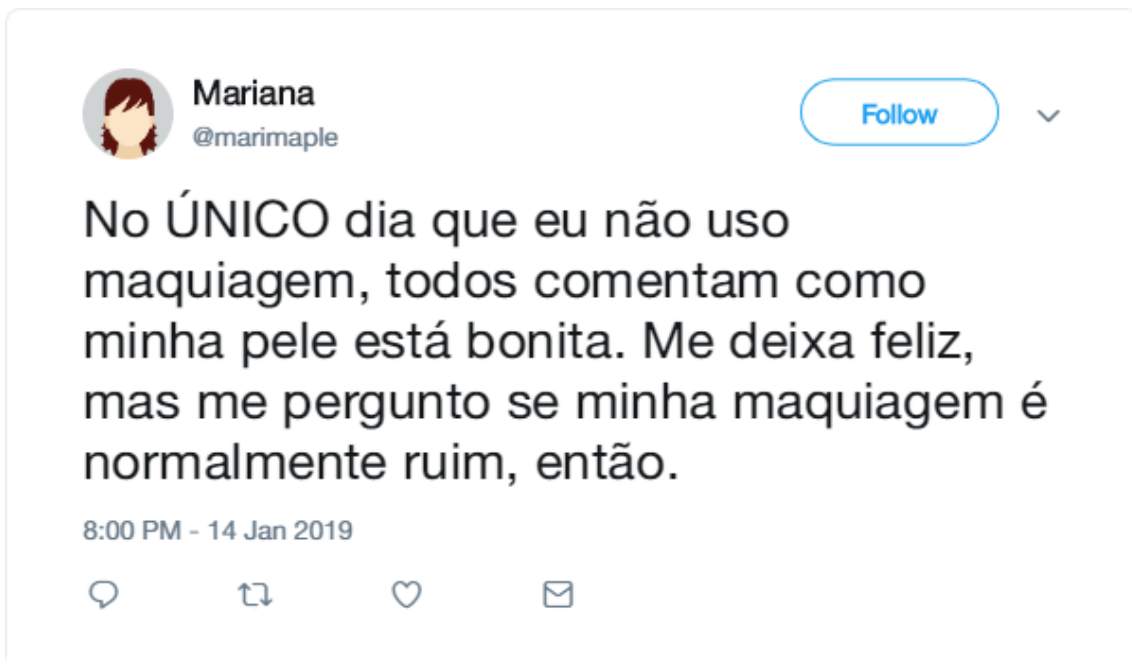 Mariana
Follow
@marimaple
No ÚNICO dia que eu não uso
maquiagem, todos comentam como
minha pele está bonita. Me deixa feliz,
mas me pergunto se minha maquiagem é
normalmente ruim, então.
8:00 PM - 14 Jan 2019